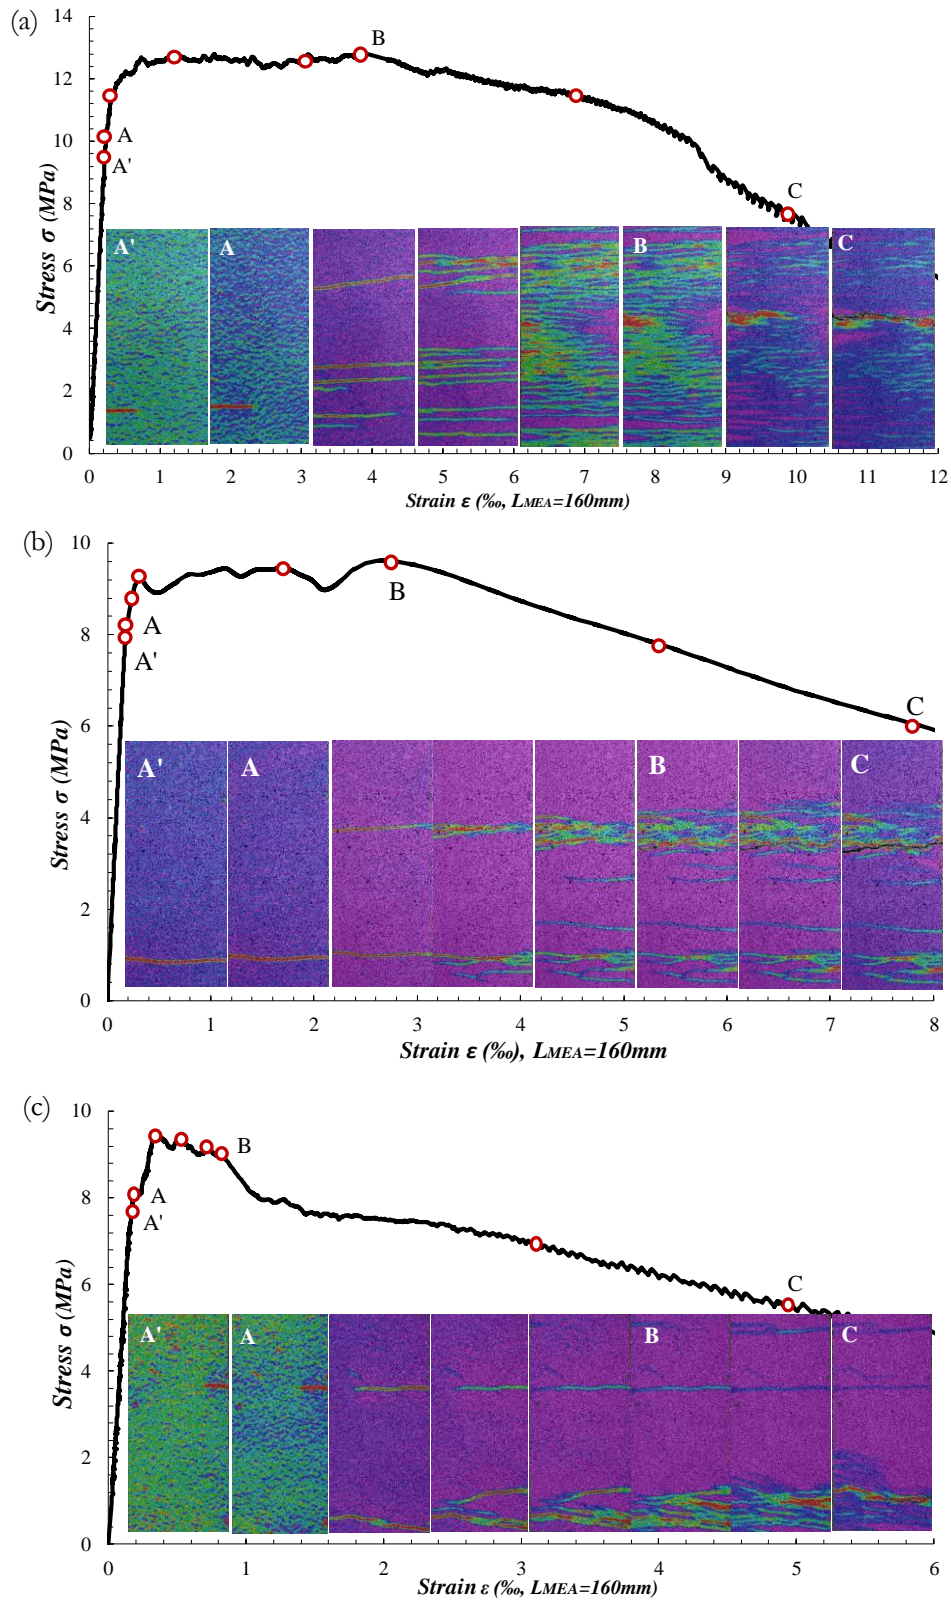 (a)
14
12
10
8
6
4
2
0
Stress σ (MPa)
B
A
A'
C
A'
A
B
C
0 1 2 3 4 5 6 7 8 9 10 11 12
Strain ε (‰, LMEA=160mm)
(b)
10
8
6
4
2
0
Stress σ (MPa)
A
A'
B
C
A'
A
B
C
0 1 2 3 4 5 6 7 8
Strain ε (‰), LMEA=160mm
(c)
10
8
6
4
2
0
Stress σ (MPa)
B
A
A'
C
A'
A
B
C
0 1 2 3 4 5 6
Strain ε (‰, LMEA=160mm)